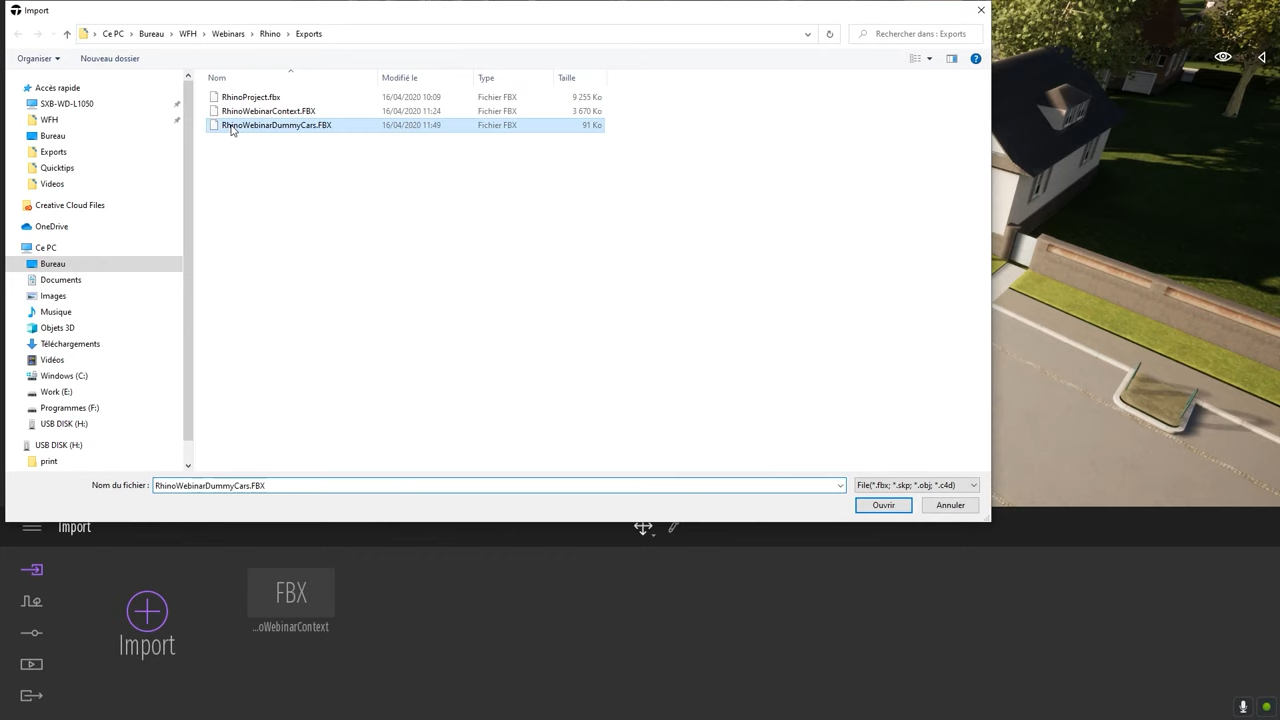 Import
Ce PC Bureau WFH Webinars Rhino Exports
Rechercher dans : Exports
Organiser Nouveau dossier
Nom Modifié le Type Taille
RhinoProject.fbx 16/04/2020 10:09 Fichier FBX 9 255 Ko
RhinoWebinarContext.FBX 16/04/2020 11:24 Fichier FBX 3 670 Ko
RhinoWebinarDummyCars.FBX 16/04/2020 11:49 Fichier FBX 91 Ko
Accès rapide
SXB-WD-L1050
WFH
Bureau
Exports
Quicktips
Videos
Creative Cloud Files
OneDrive
Ce PC
Bureau
Documents
Images
Musique
Objets 3D
Téléchargements
Vidéos
Windows (C:)
Work (E:)
Programmes (F:)
USB DISK (H:)
USB DISK (H:)
print
Nom du fichier : RhinoWebinarDummyCars.FBX
File(*.fbx; *.skp; *.obj; *.c4d)
Ouvrir Annuler
Import
Import
FBX
...oWebinarContext